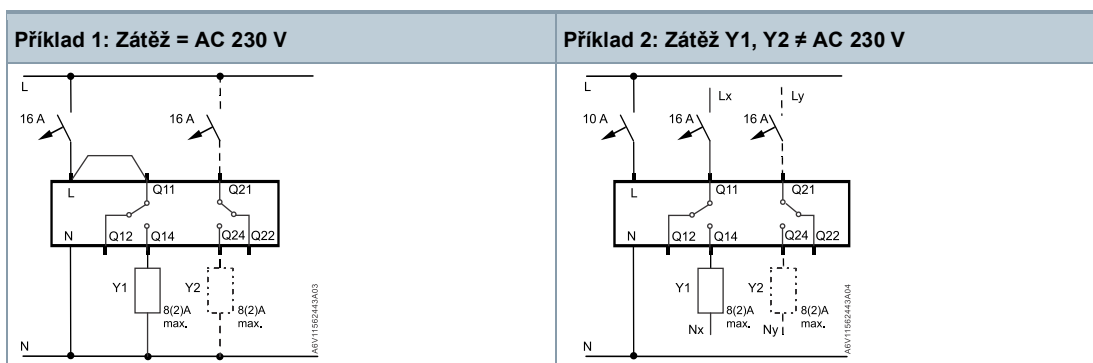 Příklad 1: Zátěž = AC 230 V
L
16 A
16 A
L
Q11
Q21
N
Q12
Q14
Q24
Q22
Y1
Y2
8(2)A
max.
8(2)A
max.
N
A6V11562443A03
Příklad 2: Zátěž Y1, Y2 ≠ AC 230 V
L
Lx
Ly
10 A
16 A
16 A
L
Q11
Q21
N
Q12
Q14
Q24
Q22
Y1
Y2
8(2)A
max.
8(2)A
max.
Nx
Ny
N
A6V11562443A04